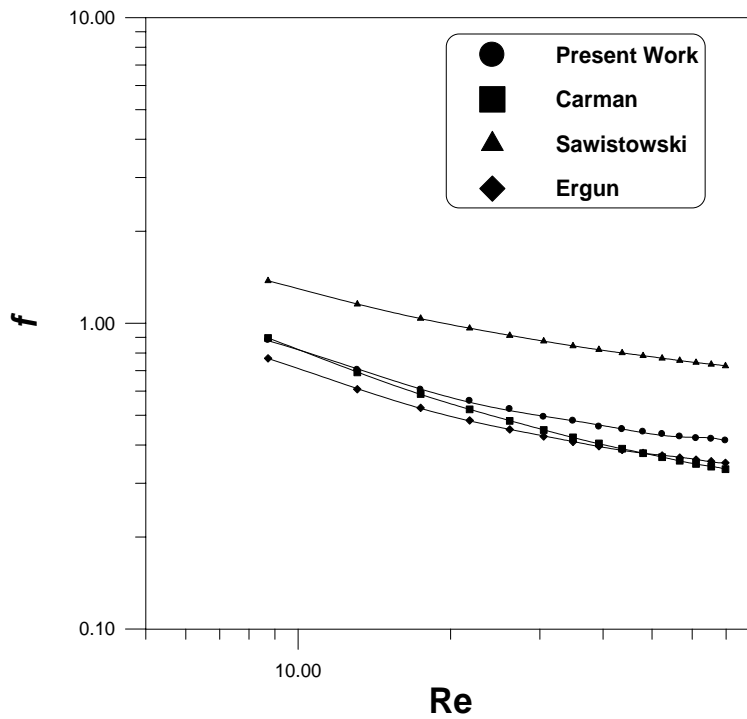 10.00
Present Work
Carman
Sawistowski
Ergun
f
1.00
0.10
10.00
Re